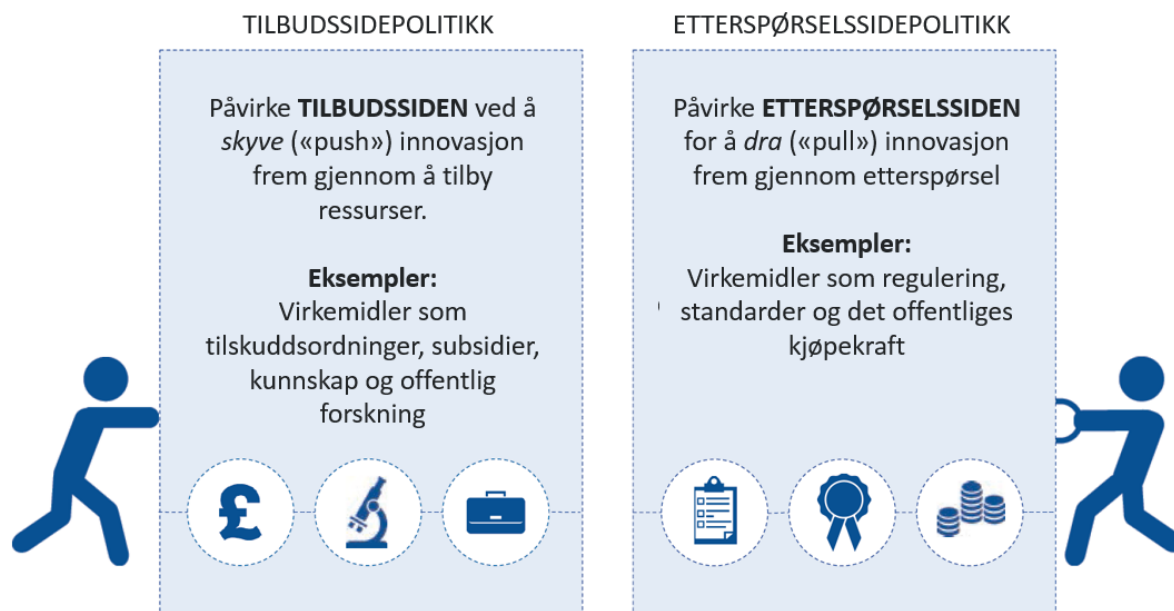 TILBUDSSIDEPOLITIKK
Påvirke TILBUDSSIDEN ved å
skyve («push») innovasjon
frem gjennom å tilby
ressurser.
Eksempler:
Virkemidler som
tilskuddsordninger, subsidier,
kunnskap og offentlig
forskning
£
ETTERSPØRSELSSIDEPOLITIKK
Påvirke ETTERSPØRSELSSIDEN
for å dra («pull») innovasjon
frem gjennom etterspørsel
Eksempler:
Virkemidler som regulering,
standarder og det offentliges
kjøpekraft